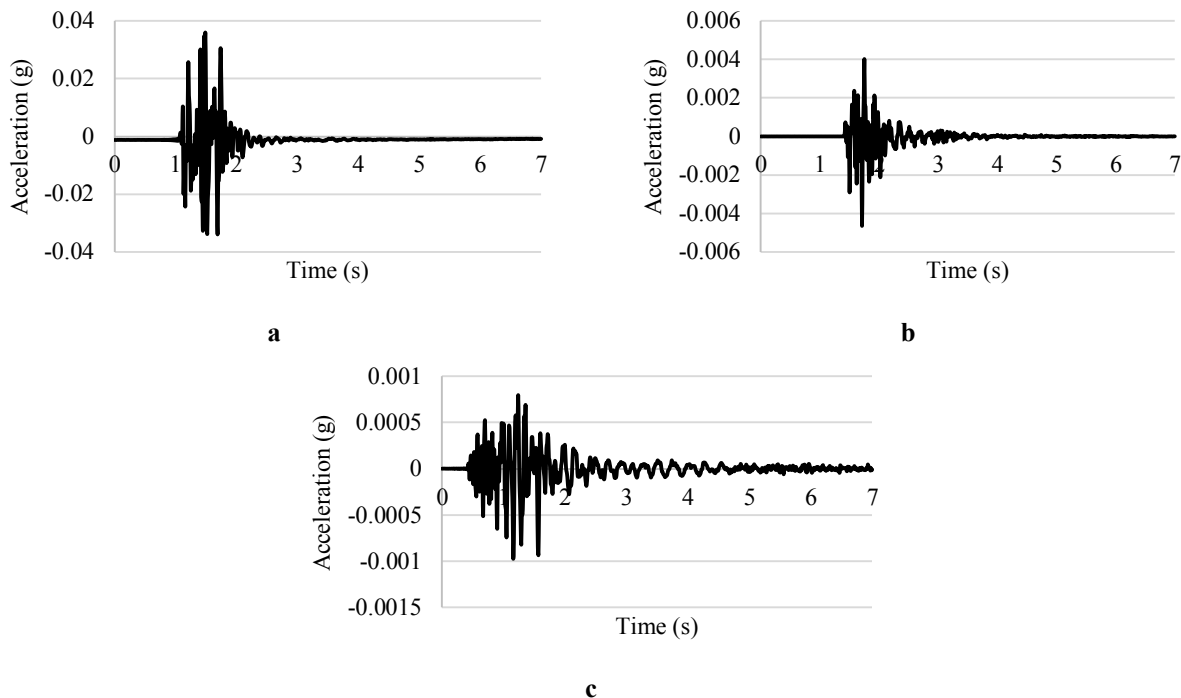 0.04
0.02
0
-0.02
-0.04
Acceleration (g)
0 1 2 3 4 5 6 7
Time (s)
a
0.006
0.004
0.002
0
-0.002
-0.004
-0.006
Acceleration (g)
0 1 2 3 4 5 6 7
Time (s)
b
0.001
0.0005
0
-0.0005
-0.001
-0.0015
Acceleration (g)
0 1 2 3 4 5 6 7
Time (s)
c